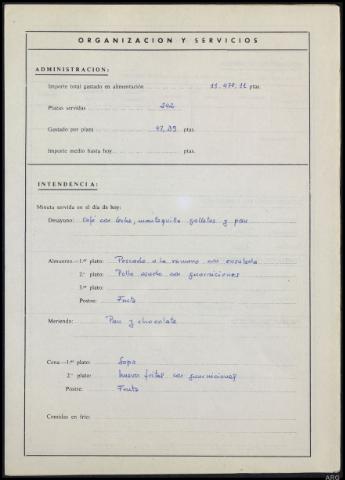 ORGANIZACION Y SERVICIOS
ADMINISTRACION:
Importe total gastado en alimentación 11.470.11 ptas.
Plazas servidas 242
Gastado por plaza 47,39 ptas.
Importe medio hasta hoy ptas.
INTENDENCIA:
Minuta servida en el día de hoy:
Desayuno: Café con leche, mantequilla galletas y pan
Almuerzo.—1.er plato: Pescado a la romana con ensalada
2.º plato: Pollo asado con guarniciones
3.er plato:
Postre: Fruta
Merienda: Pan y chocolate
Cena.—1.er plato: Sopa
2.º plato: huevos fritos con guarniciones
Postre: Fruta
Comidas en frío: